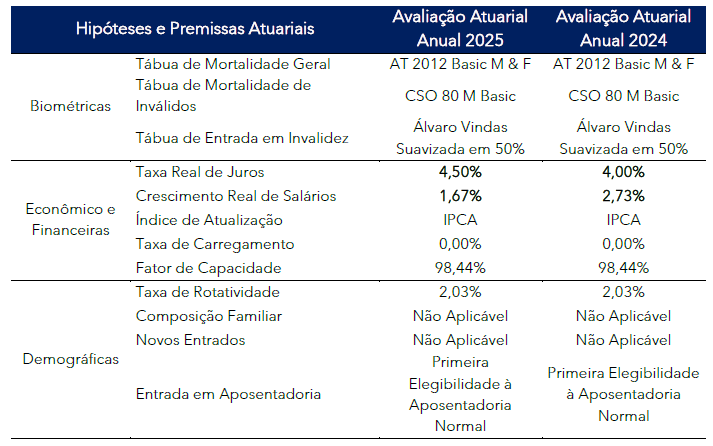 Hipóteses e Premissas Atuariais
Avaliação Atuarial
Anual 2025
Avaliação Atuarial
Anual 2024
Biométricas
Tábua de Mortalidade Geral
AT 2012 Basic M & F
AT 2012 Basic M & F
Tábua de Mortalidade de
Inválidos
CSO 80 M Basic
CSO 80 M Basic
Tábua de Entrada em Invalidez
Álvaro Vindas
Suavizada em 50%
Álvaro Vindas
Suavizada em 50%
Econômico e
Financeiras
Taxa Real de Juros
4,50%
4,00%
Crescimento Real de Salários
1,67%
2,73%
Índice de Atualização
IPCA
IPCA
Taxa de Carregamento
0,00%
0,00%
Fator de Capacidade
98,44%
98,44%
Demográficas
Taxa de Rotatividade
2,03%
2,03%
Composição Familiar
Não Aplicável
Não Aplicável
Novos Entrados
Não Aplicável
Não Aplicável
Entrada em Aposentadoria
Primeira
Elegibilidade à
Aposentadoria
Normal
Primeira Elegibilidade
à Aposentadoria
Normal